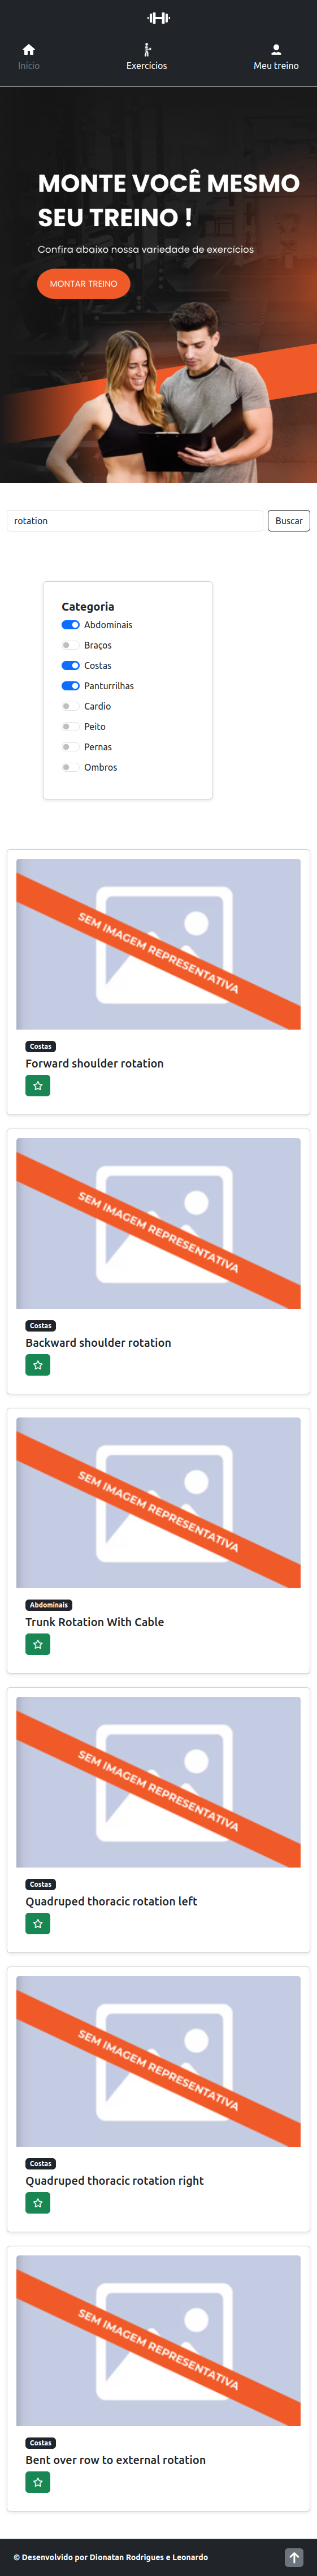 Início
Exercícios
Meu treino
MONTE VOCÊ MESMO
SEU TREINO !
Confira abaixo nossa variedade de exercícios
MONTAR TREINO
rotation
Buscar
Categoria
Abdominais
Braços
Costas
Panturrilhas
Cardio
Peito
Pernas
Ombros
SEM IMAGEM REPRESENTATIVA
Costas
Forward shoulder rotation
SEM IMAGEM REPRESENTATIVA
Costas
Backward shoulder rotation
SEM IMAGEM REPRESENTATIVA
Abdominais
Trunk Rotation With Cable
SEM IMAGEM REPRESENTATIVA
Costas
Quadruped thoracic rotation left
SEM IMAGEM REPRESENTATIVA
Costas
Quadruped thoracic rotation right
SEM IMAGEM REPRESENTATIVA
Costas
Bent over row to external rotation
© Desenvolvido por Dionatan Rodrigues e Leonardo